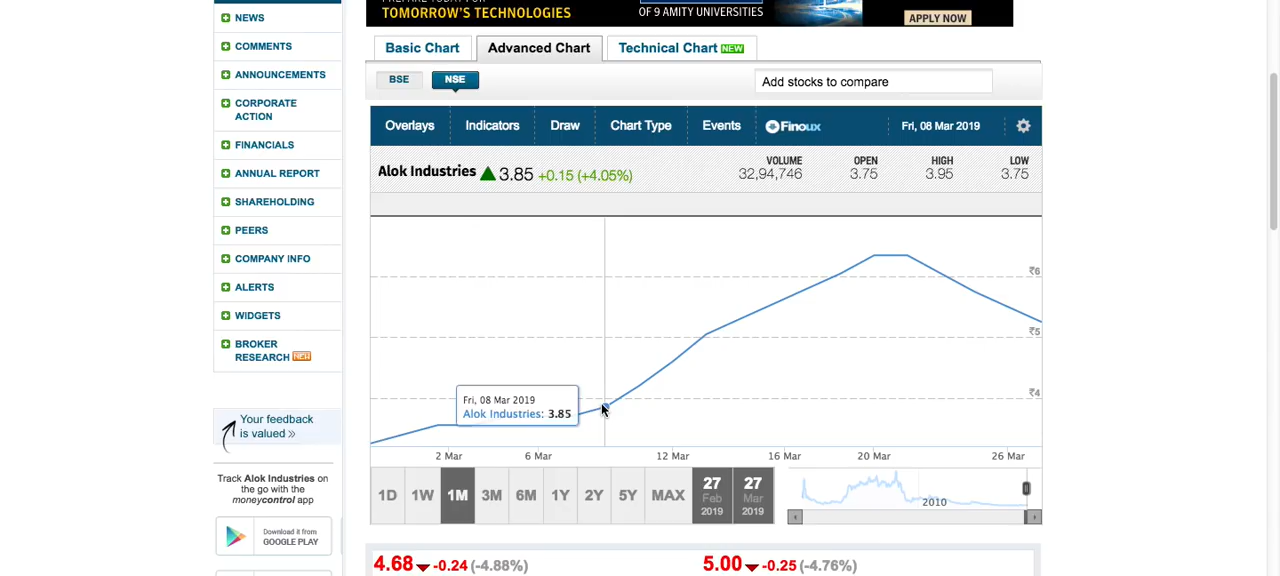 TOMORROW'S TECHNOLOGIES
OF 9 AMITY UNIVERSITIES
APPLY NOW
NEWS
COMMENTS
ANNOUNCEMENTS
CORPORATE
ACTION
FINANCIALS
ANNUAL REPORT
SHAREHOLDING
PEERS
COMPANY INFO
ALERTS
WIDGETS
BROKER
RESEARCH NEW
Your feedback
is valued »
Track Alok Industries on
the go with the
moneycontrol app
Download it from
GOOGLE PLAY
Basic Chart
Advanced Chart
Technical Chart NEW
BSE
NSE
Add stocks to compare
Overlays
Indicators
Draw
Chart Type
Events
Finoux
Fri, 08 Mar 2019
Alok Industries 3.85 +0.15 (+4.05%)
VOLUME
32,94,746
OPEN
3.75
HIGH
3.95
LOW
3.75
₹6
₹5
₹4
Fri, 08 Mar 2019
Alok Industries: 3.85
2 Mar
6 Mar
12 Mar
16 Mar
20 Mar
26 Mar
1D
1W
1M
3M
6M
1Y
2Y
5Y
MAX
27
Feb
2019
27
Mar
2019
2010
4.68 -0.24 (-4.88%)
5.00 -0.25 (-4.76%)